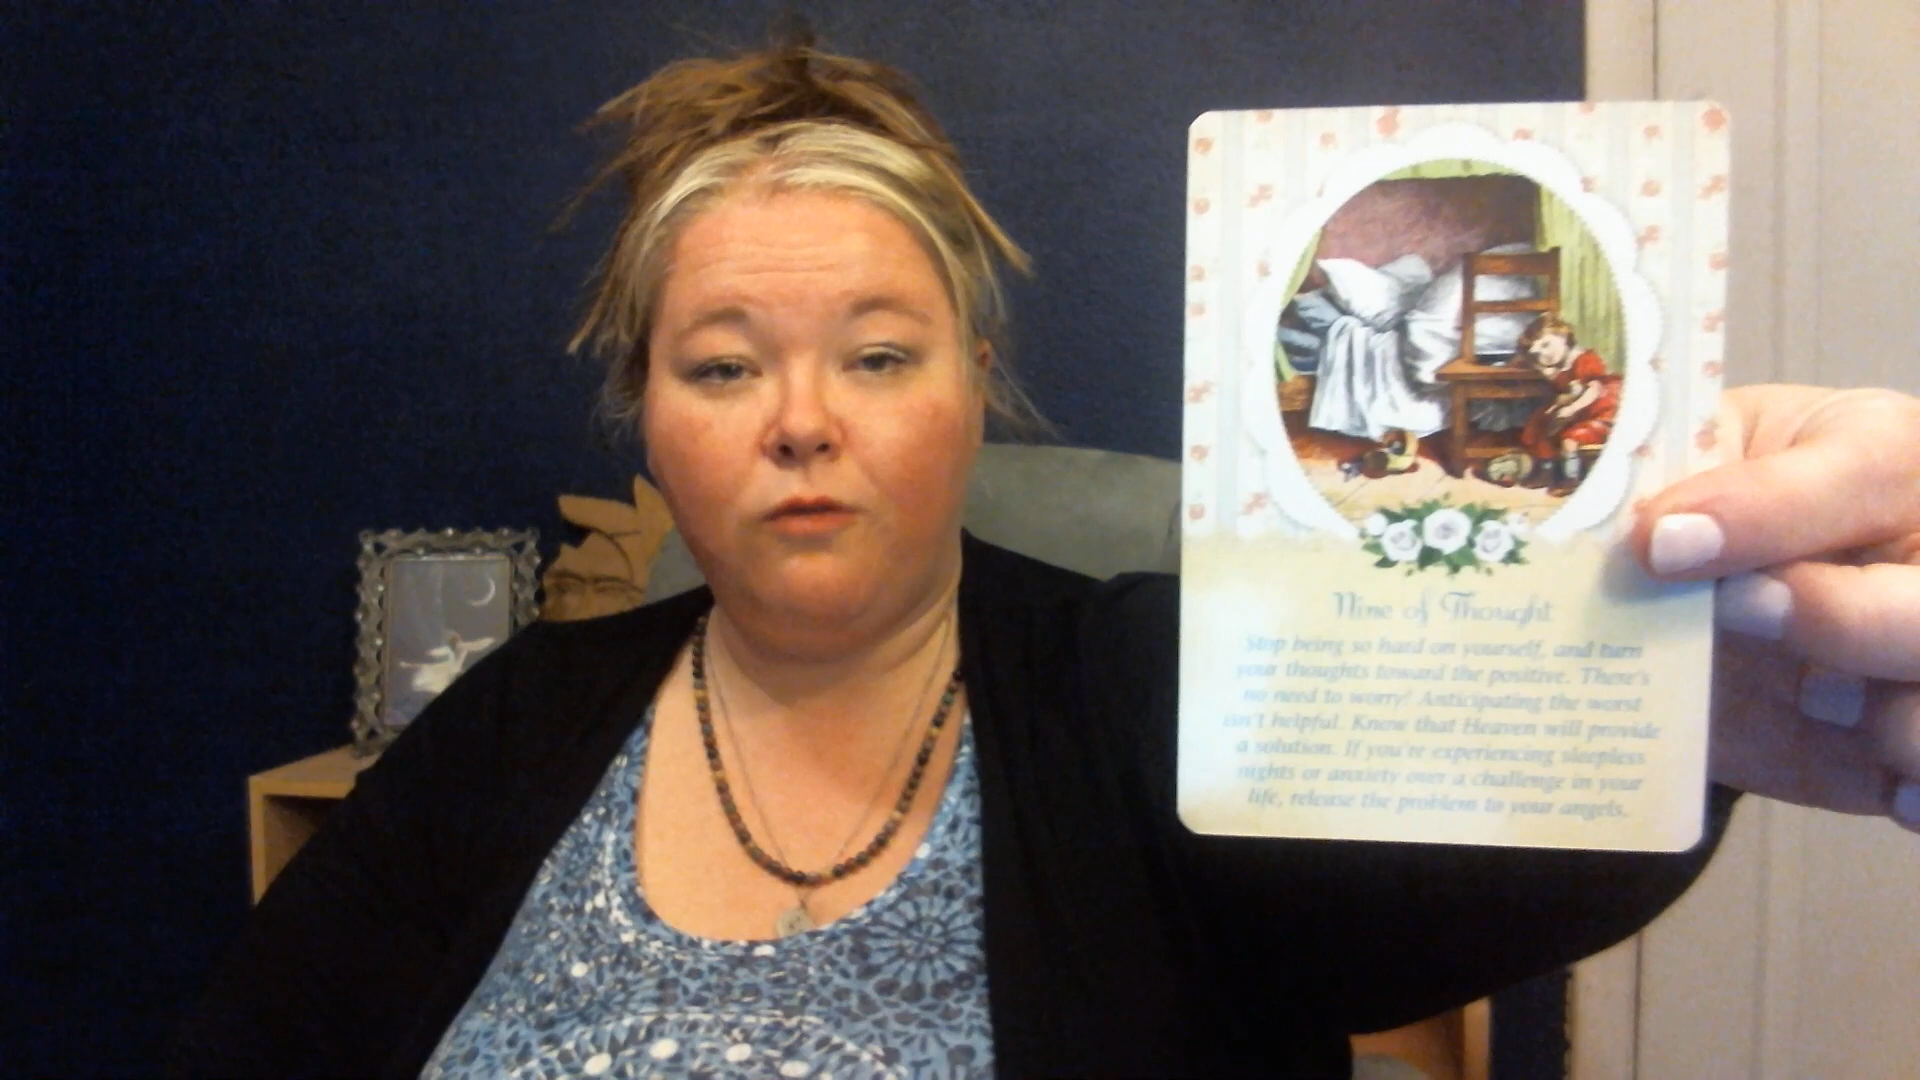 Nine of Thought
Stop being so hard on yourself, and turn
your thoughts toward the positive. There's
no need to worry! Anticipating the worst
isn't helpful. Know that Heaven will provide
a solution. If you're experiencing sleepless
nights or anxiety over a challenge in your
life, release the problem to your angels.